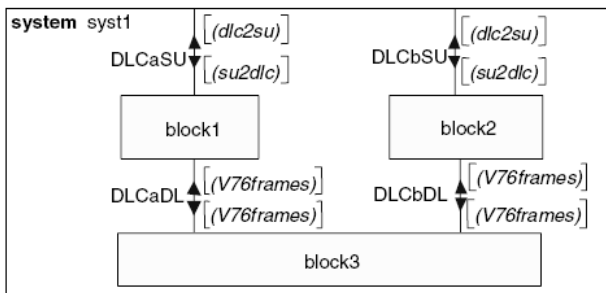 system syst1
[(dlc2su)]
DLCaSU
[(su2dlc)]
[(dlc2su)]
DLCbSU
[(su2dlc)]
block1
block2
[(V76frames)]
DLCaDL
[(V76frames)]
[(V76frames)]
DLCbDL
[(V76frames)]
block3